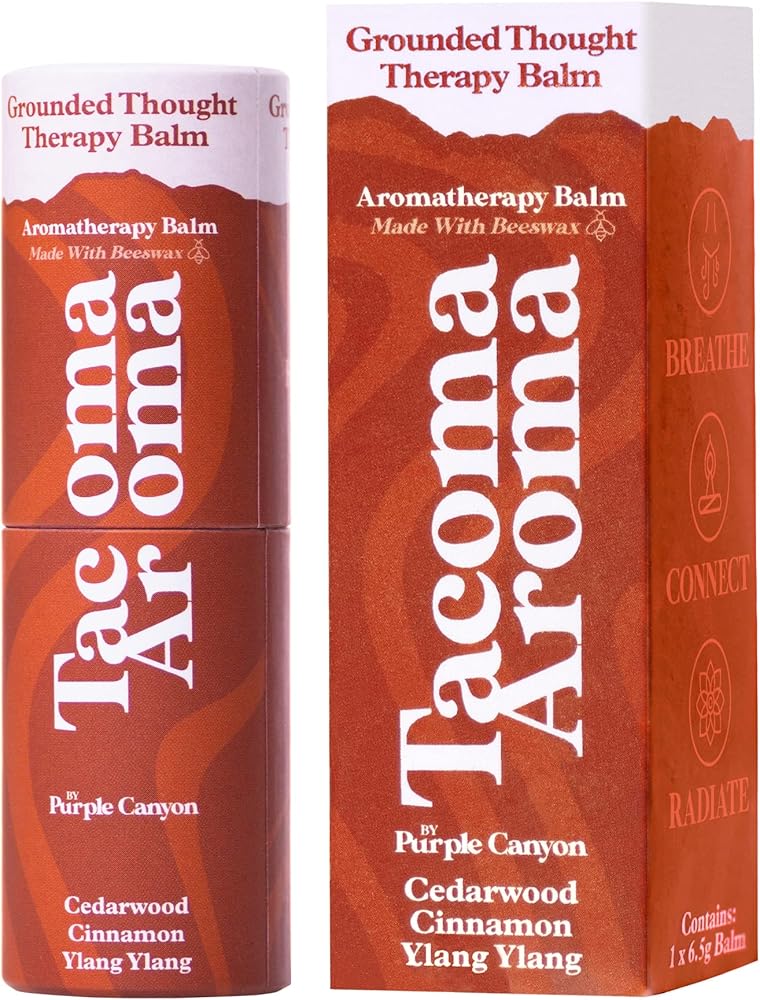 Grounded Thought
Therapy Balm
Aromatherapy Balm
Made With Beeswax
Tacoma
Aroma
BY
Purple Canyon
Cedarwood
Cinnamon
Ylang Ylang
Grounded Thought
Therapy Balm
Aromatherapy Balm
Made With Beeswax
Tacoma
Aroma
BY
Purple Canyon
Cedarwood
Cinnamon
Ylang Ylang
BREATHE
CONNECT
RADIATE
Contains:
1 x 6.5g Balm